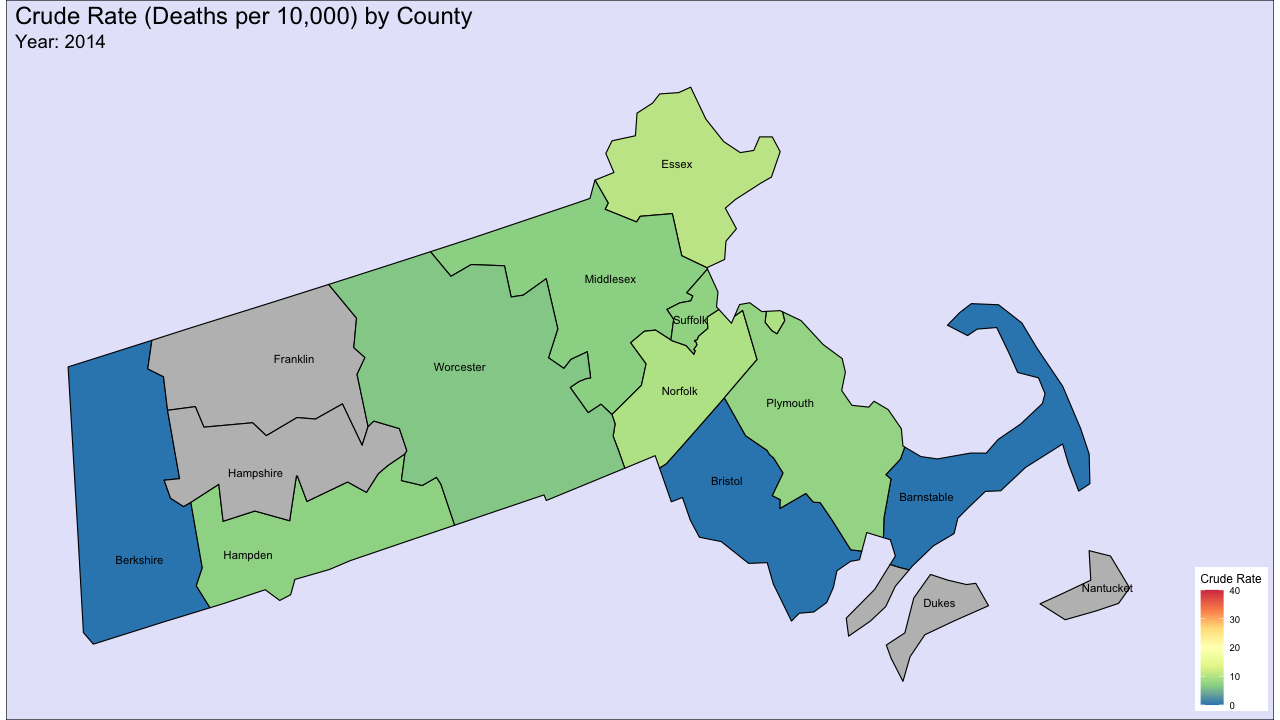 Crude Rate (Deaths per 10,000) by County
Year: 2014
Essex
Middlesex
Suffolk
Franklin
Worcester
Norfolk
Plymouth
Hampshire
Bristol
Barnstable
Hampden
Berkshire
Nantucket
Dukes
Crude Rate
40
30
20
10
0